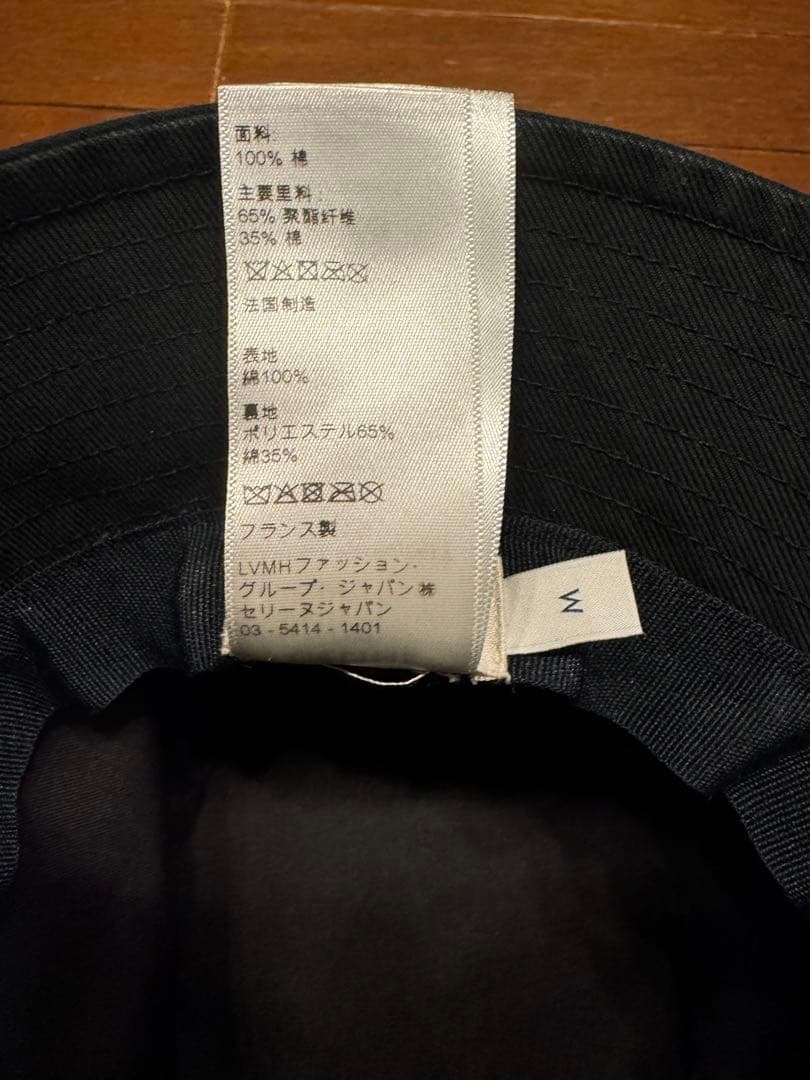 面料
100% 棉
主要里料
65% 聚酯纤维
35% 棉
法国制造
表地
綿100%
裏地
ポリエステル65%
綿35%
フランス製
LVMHファッション・
グループ・ジャパン㈱
セリーヌジャパン
03 - 5414 - 1401
M